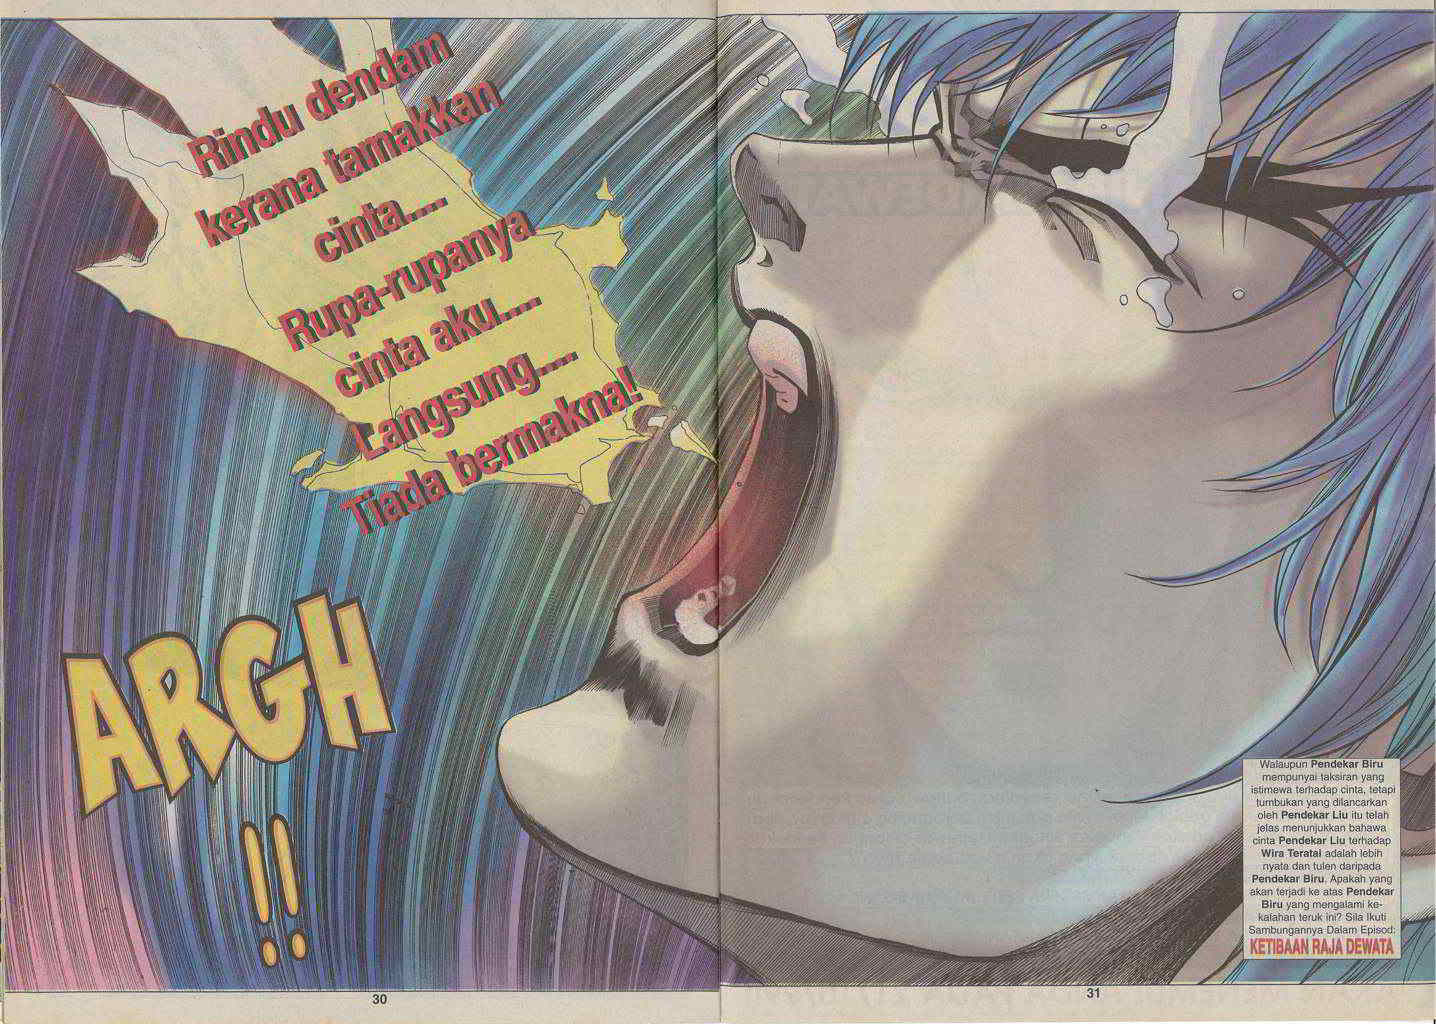 Rindu dendam
kerana tamakkan
cinta....
Rupa-rupanya
cinta aku....
Langsung....
Tiada bermakna!
ARGH
!!
Walaupun Pendekar Biru
mempunyai taksiran yang
istimewa terhadap cinta, tetapi
tumbukan yang dilancarkan
oleh Pendekar Liu itu telah
jelas menunjukkan bahawa
cinta Pendekar Liu terhadap
Wira Teratai adalah lebih
nyata dan tulen daripada
Pendekar Biru. Apakah yang
akan terjadi ke atas Pendekar
Biru yang mengalami ke-
kalahan teruk ini? Sila Ikuti
Sambungannya Dalam Episod:
KETIBAAN RAJA DEWATA
30
31